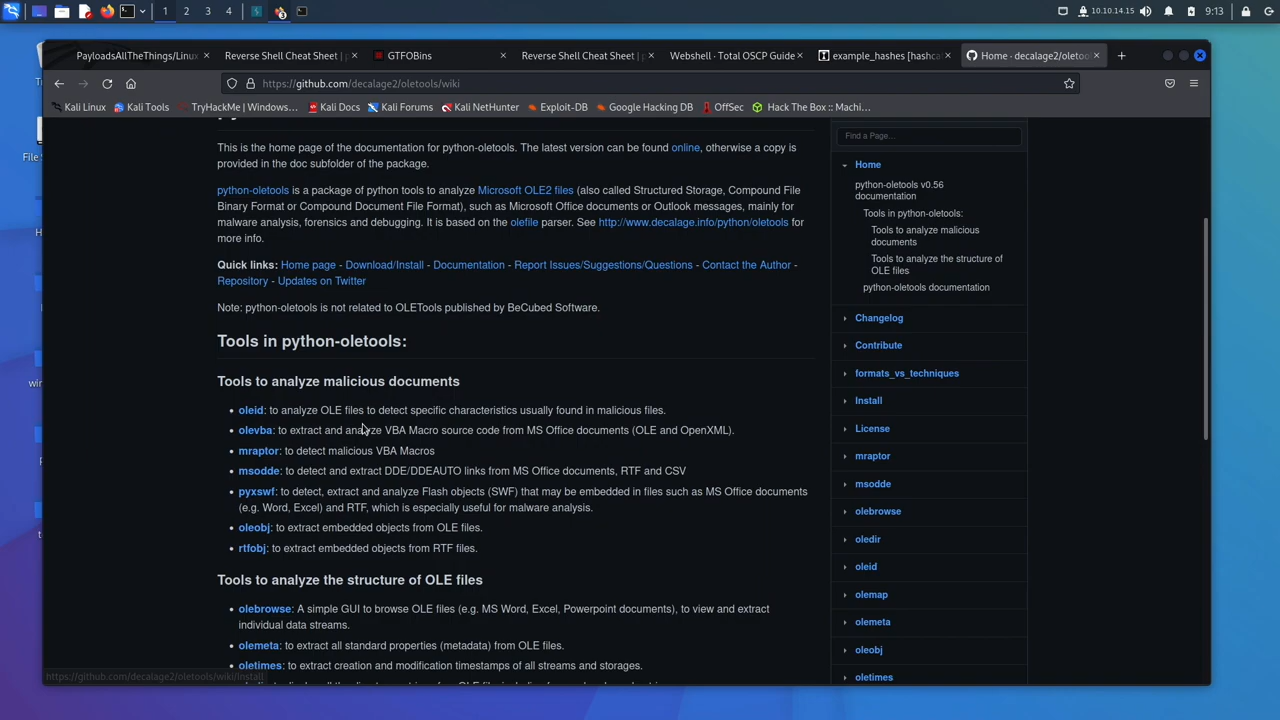 1 2 3 4
10.10.14.15
9:13
PayloadsAllTheThings/Linux
Reverse Shell Cheat Sheet | p
GTFOBins
Reverse Shell Cheat Sheet | p
Webshell - Total OSCP Guide
example_hashes [hashcat
Home · decalage2/oletool
https://github.com/decalage2/oletools/wiki
Kali Linux
Kali Tools
TryHackMe | Windows...
Kali Docs
Kali Forums
Kali NetHunter
Exploit-DB
Google Hacking DB
OffSec
Hack The Box :: Machi...
This is the home page of the documentation for python-oletools. The latest version can be found online, otherwise a copy is
provided in the doc subfolder of the package.
python-oletools is a package of python tools to analyze Microsoft OLE2 files (also called Structured Storage, Compound File
Binary Format or Compound Document File Format), such as Microsoft Office documents or Outlook messages, mainly for
malware analysis, forensics and debugging. It is based on the olefile parser. See http://www.decalage.info/python/oletools for
more info.
Quick links: Home page - Download/Install - Documentation - Report Issues/Suggestions/Questions - Contact the Author -
Repository - Updates on Twitter
Note: python-oletools is not related to OLETools published by BeCubed Software.
Tools in python-oletools:
Tools to analyze malicious documents
• oleid: to analyze OLE files to detect specific characteristics usually found in malicious files.
• olevba: to extract and analyze VBA Macro source code from MS Office documents (OLE and OpenXML).
• mraptor: to detect malicious VBA Macros
• msodde: to detect and extract DDE/DDEAUTO links from MS Office documents, RTF and CSV
• pyxswf: to detect, extract and analyze Flash objects (SWF) that may be embedded in files such as MS Office documents
(e.g. Word, Excel) and RTF, which is especially useful for malware analysis.
• oleobj: to extract embedded objects from OLE files.
• rtfobj: to extract embedded objects from RTF files.
Tools to analyze the structure of OLE files
• olebrowse: A simple GUI to browse OLE files (e.g. MS Word, Excel, Powerpoint documents), to view and extract
individual data streams.
• olemeta: to extract all standard properties (metadata) from OLE files.
• oletimes: to extract creation and modification timestamps of all streams and storages.
https://github.com/decalage2/oletools/wiki/Install
Find a Page...
Home
python-oletools v0.56
documentation
Tools in python-oletools:
Tools to analyze malicious
documents
Tools to analyze the structure of
OLE files
python-oletools documentation
Changelog
Contribute
formats_vs_techniques
Install
License
mraptor
msodde
olebrowse
oledir
oleid
olemap
olemeta
oleobj
oletimes